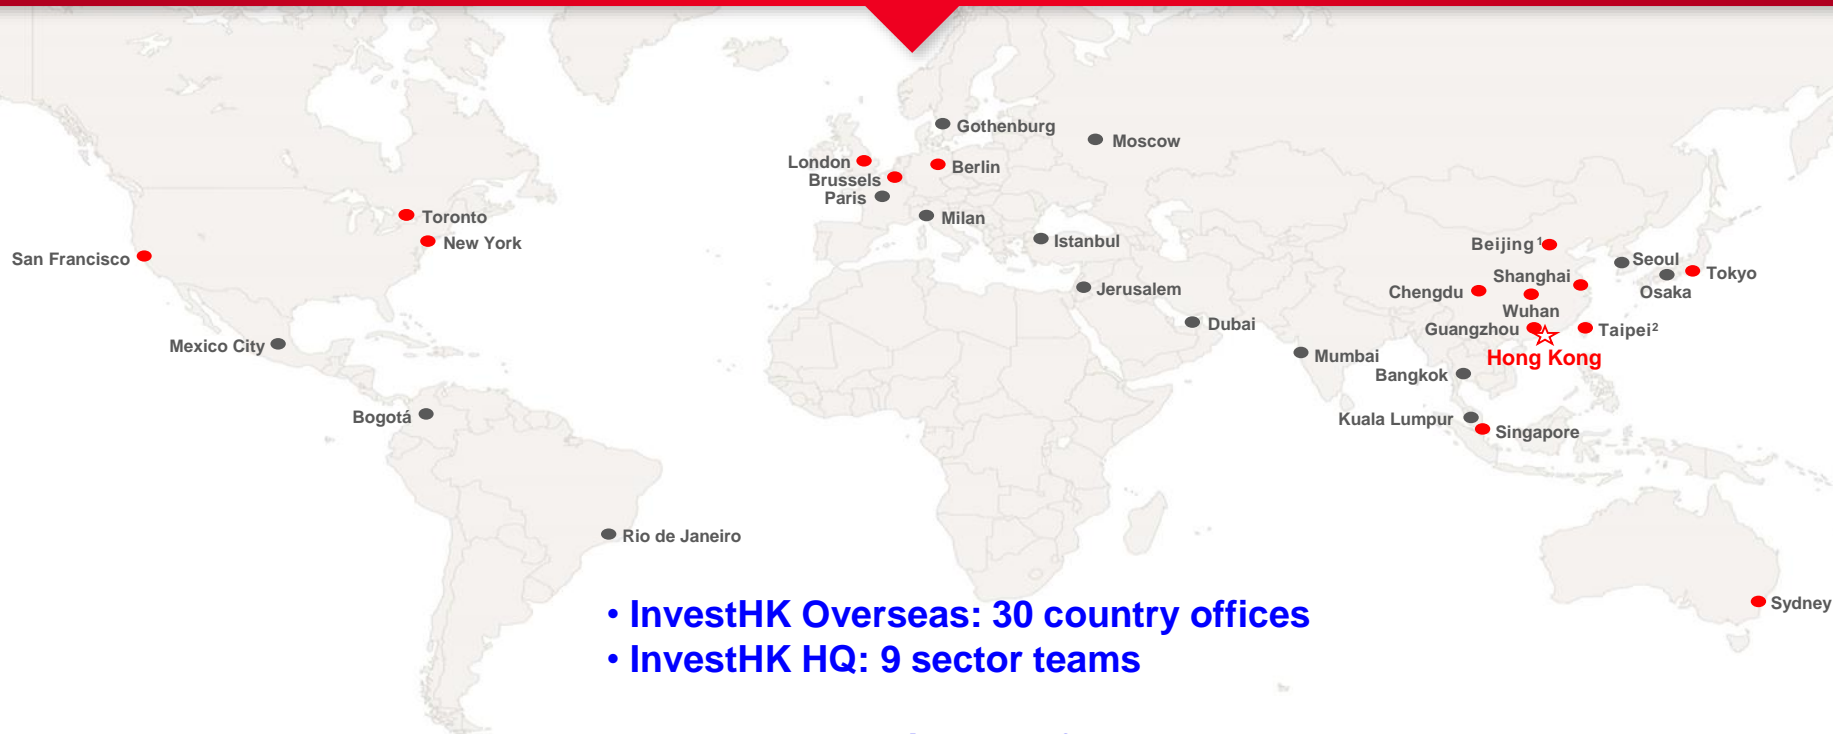 Gothenburg
Moscow
London
Berlin
Brussels
Paris
Milan
Toronto
New York
San Francisco
Istanbul
Beijing ¹
Seoul
Shanghai
Tokyo
Chengdu
Osaka
Jerusalem
Wuhan
Guangzhou
Taipei²
Dubai
Mexico City
Mumbai
Hong Kong
Bangkok
Bogotá
Kuala Lumpur
Singapore
Rio de Janeiro
Sydney
• InvestHK Overseas: 30 country offices
• InvestHK HQ: 9 sector teams